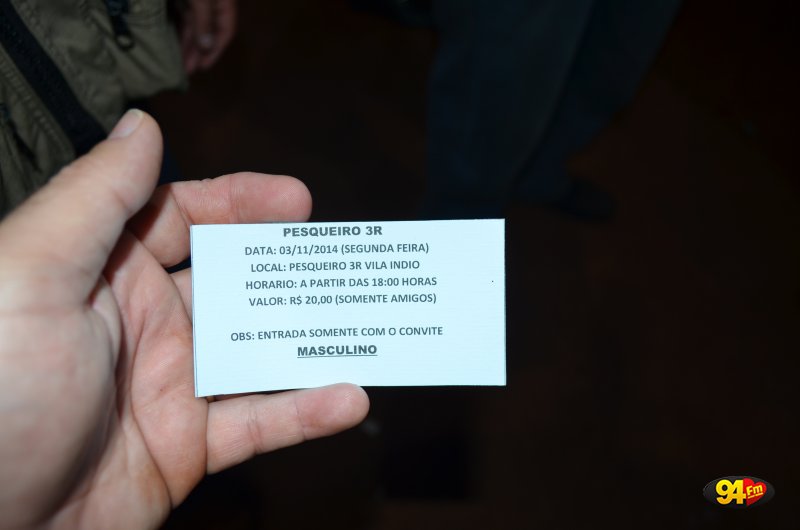 PESQUEIRO 3R
DATA: 03/11/2014 (SEGUNDA FEIRA)
LOCAL: PESQUEIRO 3R VILA INDIO
HORARIO: A PARTIR DAS 18:00 HORAS
VALOR: R$ 20,00 (SOMENTE AMIGOS)
OBS: ENTRADA SOMENTE COM O CONVITE
MASCULINO
94Fm